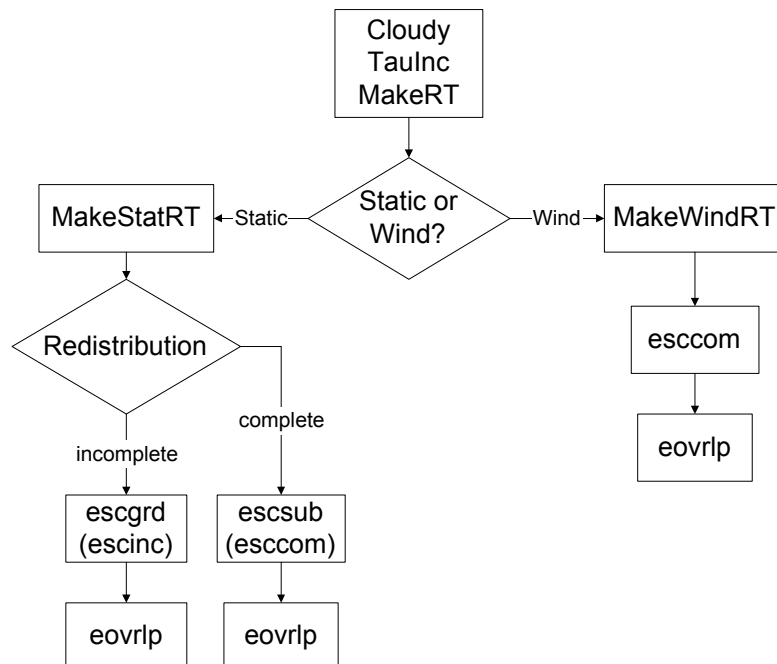 Cloudy
TauInc
MakeRT
MakeStatRT
Static
Static or
Wind?
Wind
MakeWindRT
Redistribution
esccom
complete
eovrlp
incomplete
escgrd
(escinc)
escsub
(esccom)
eovrlp
eovrlp